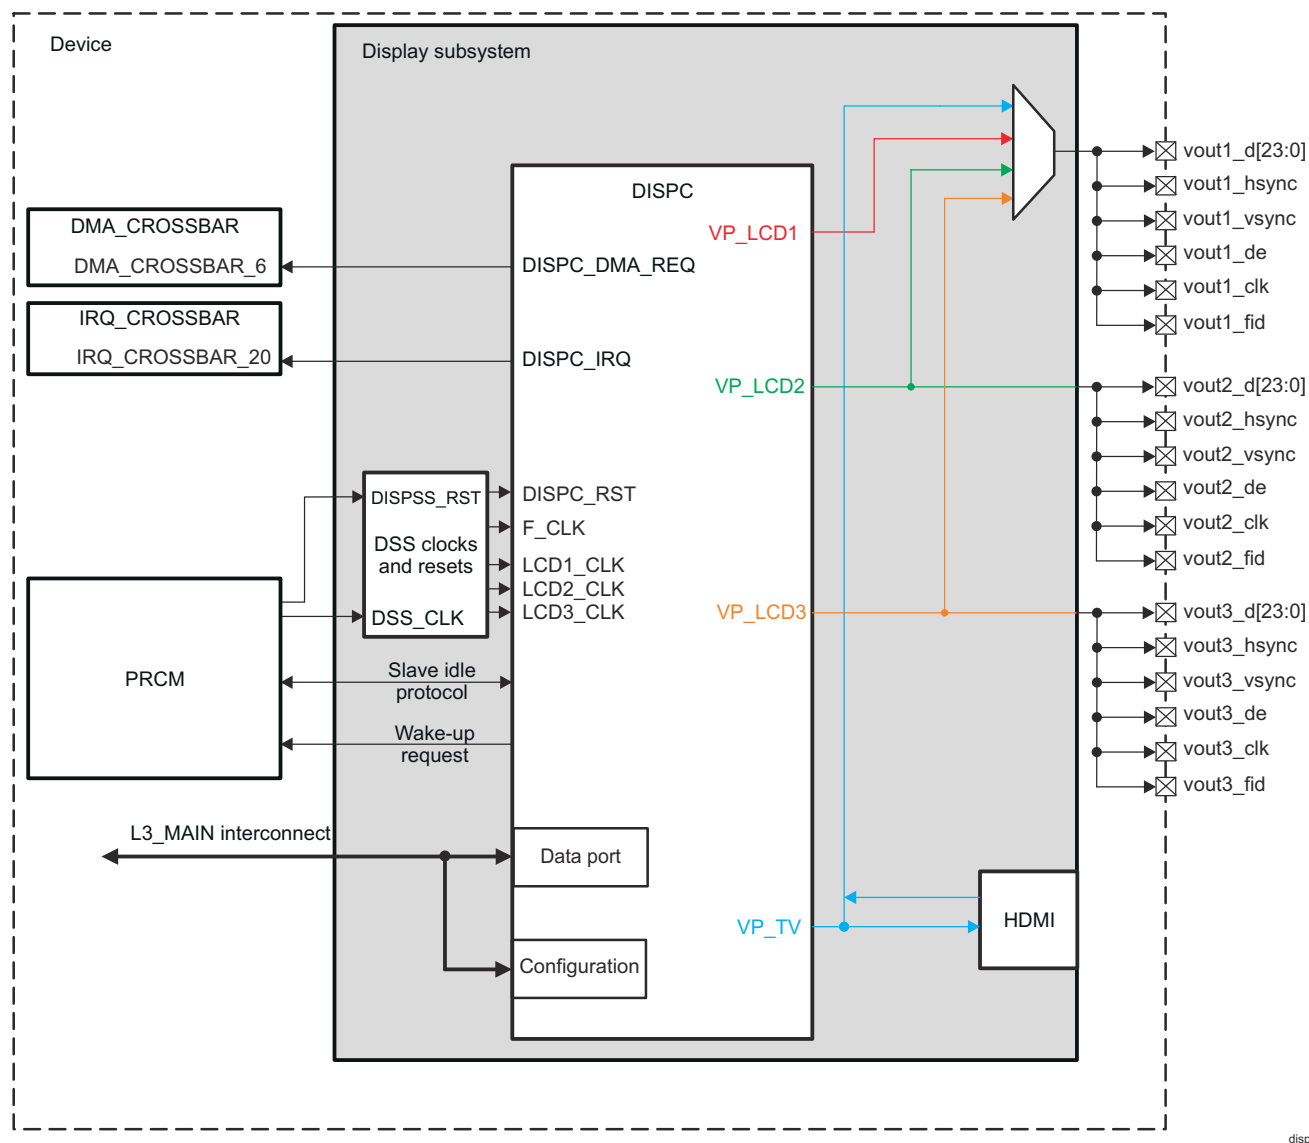 Device
Display subsystem
DMA_CROSSBAR
DMA_CROSSBAR_6
IRQ_CROSSBAR
IRQ_CROSSBAR_20
PRCM
DISPSS_RST
DSS clocks
and resets
DSS_CLK
Slave idle
protocol
Wake-up
request
L3_MAIN interconnect
DISPC
DISPC_DMA_REQ
DISPC_IRQ
DISPC_RST
F_CLK
LCD1_CLK
LCD2_CLK
LCD3_CLK
Data port
Configuration
VP_LCD1
VP_LCD2
VP_LCD3
VP_TV
HDMI
vout1_d[23:0]
vout1_hsync
vout1_vsync
vout1_de
vout1_clk
vout1_fid
vout2_d[23:0]
vout2_hsync
vout2_vsync
vout2_de
vout2_clk
vout2_fid
vout3_d[23:0]
vout3_hsync
vout3_vsync
vout3_de
vout3_clk
vout3_fid
disp